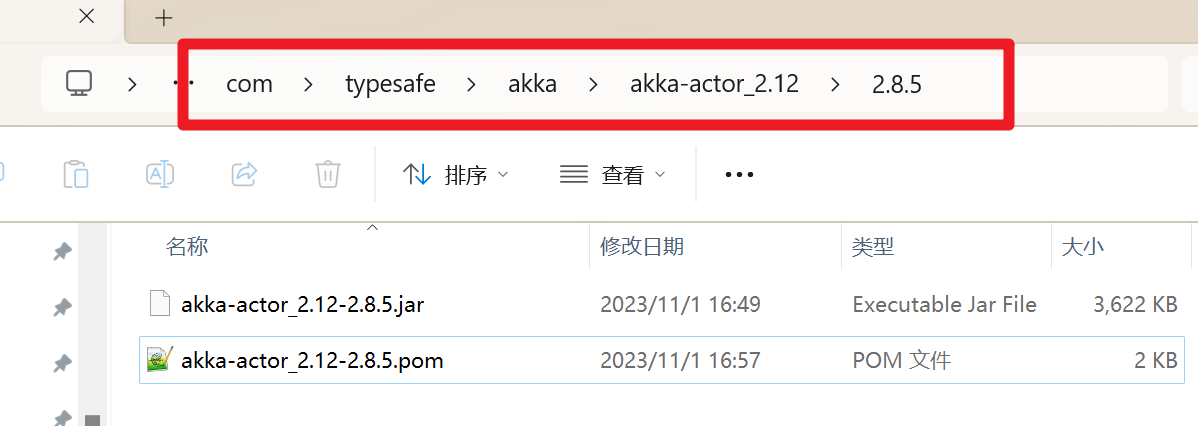 … com > typesafe > akka > akka-actor_2.12 > 2.8.5
排序 查看
名称 修改日期 类型 大小
akka-actor_2.12-2.8.5.jar 2023/11/1 16:49 Executable Jar File 3,622 KB
akka-actor_2.12-2.8.5.pom 2023/11/1 16:57 POM 文件 2 KB